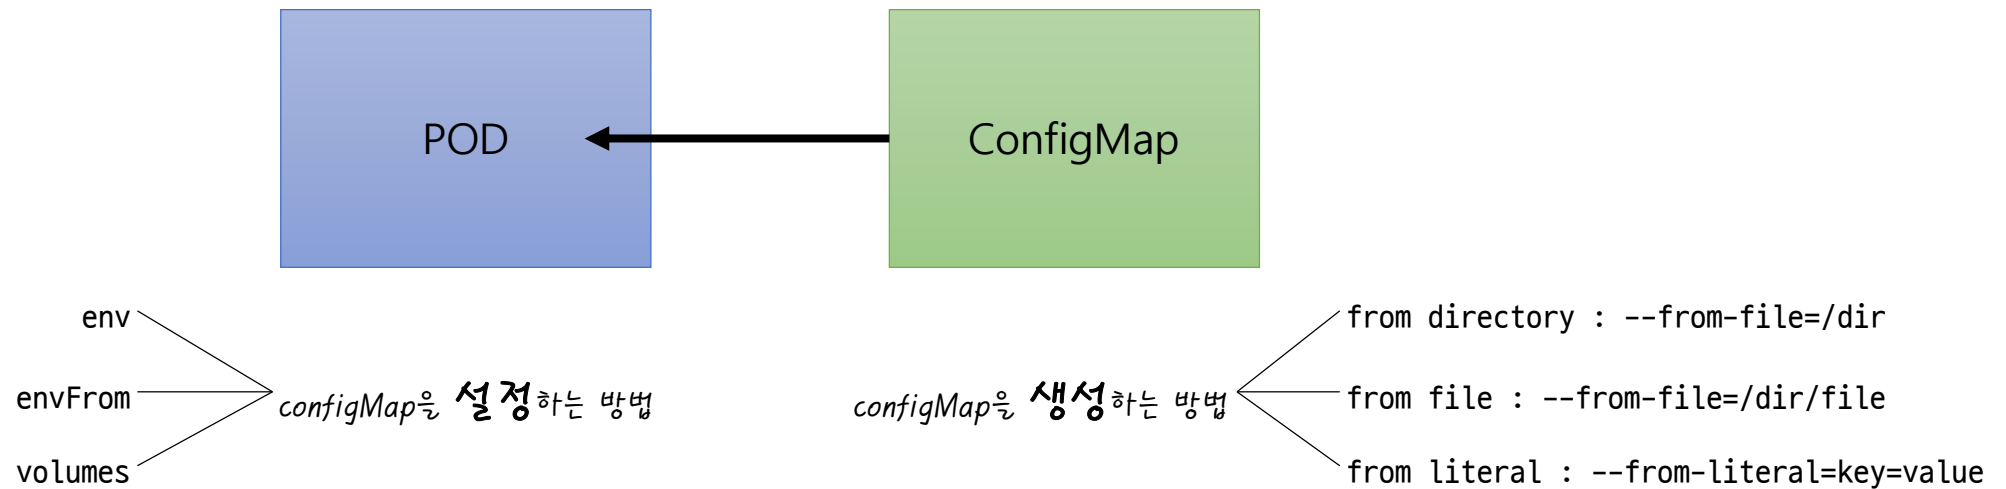 POD
ConfigMap
env
envFrom
volumes
configMap을 설정하는 방법
configMap을 생성하는 방법
from directory : --from-file=/dir
from file : --from-file=/dir/file
from literal : --from-literal=key=value